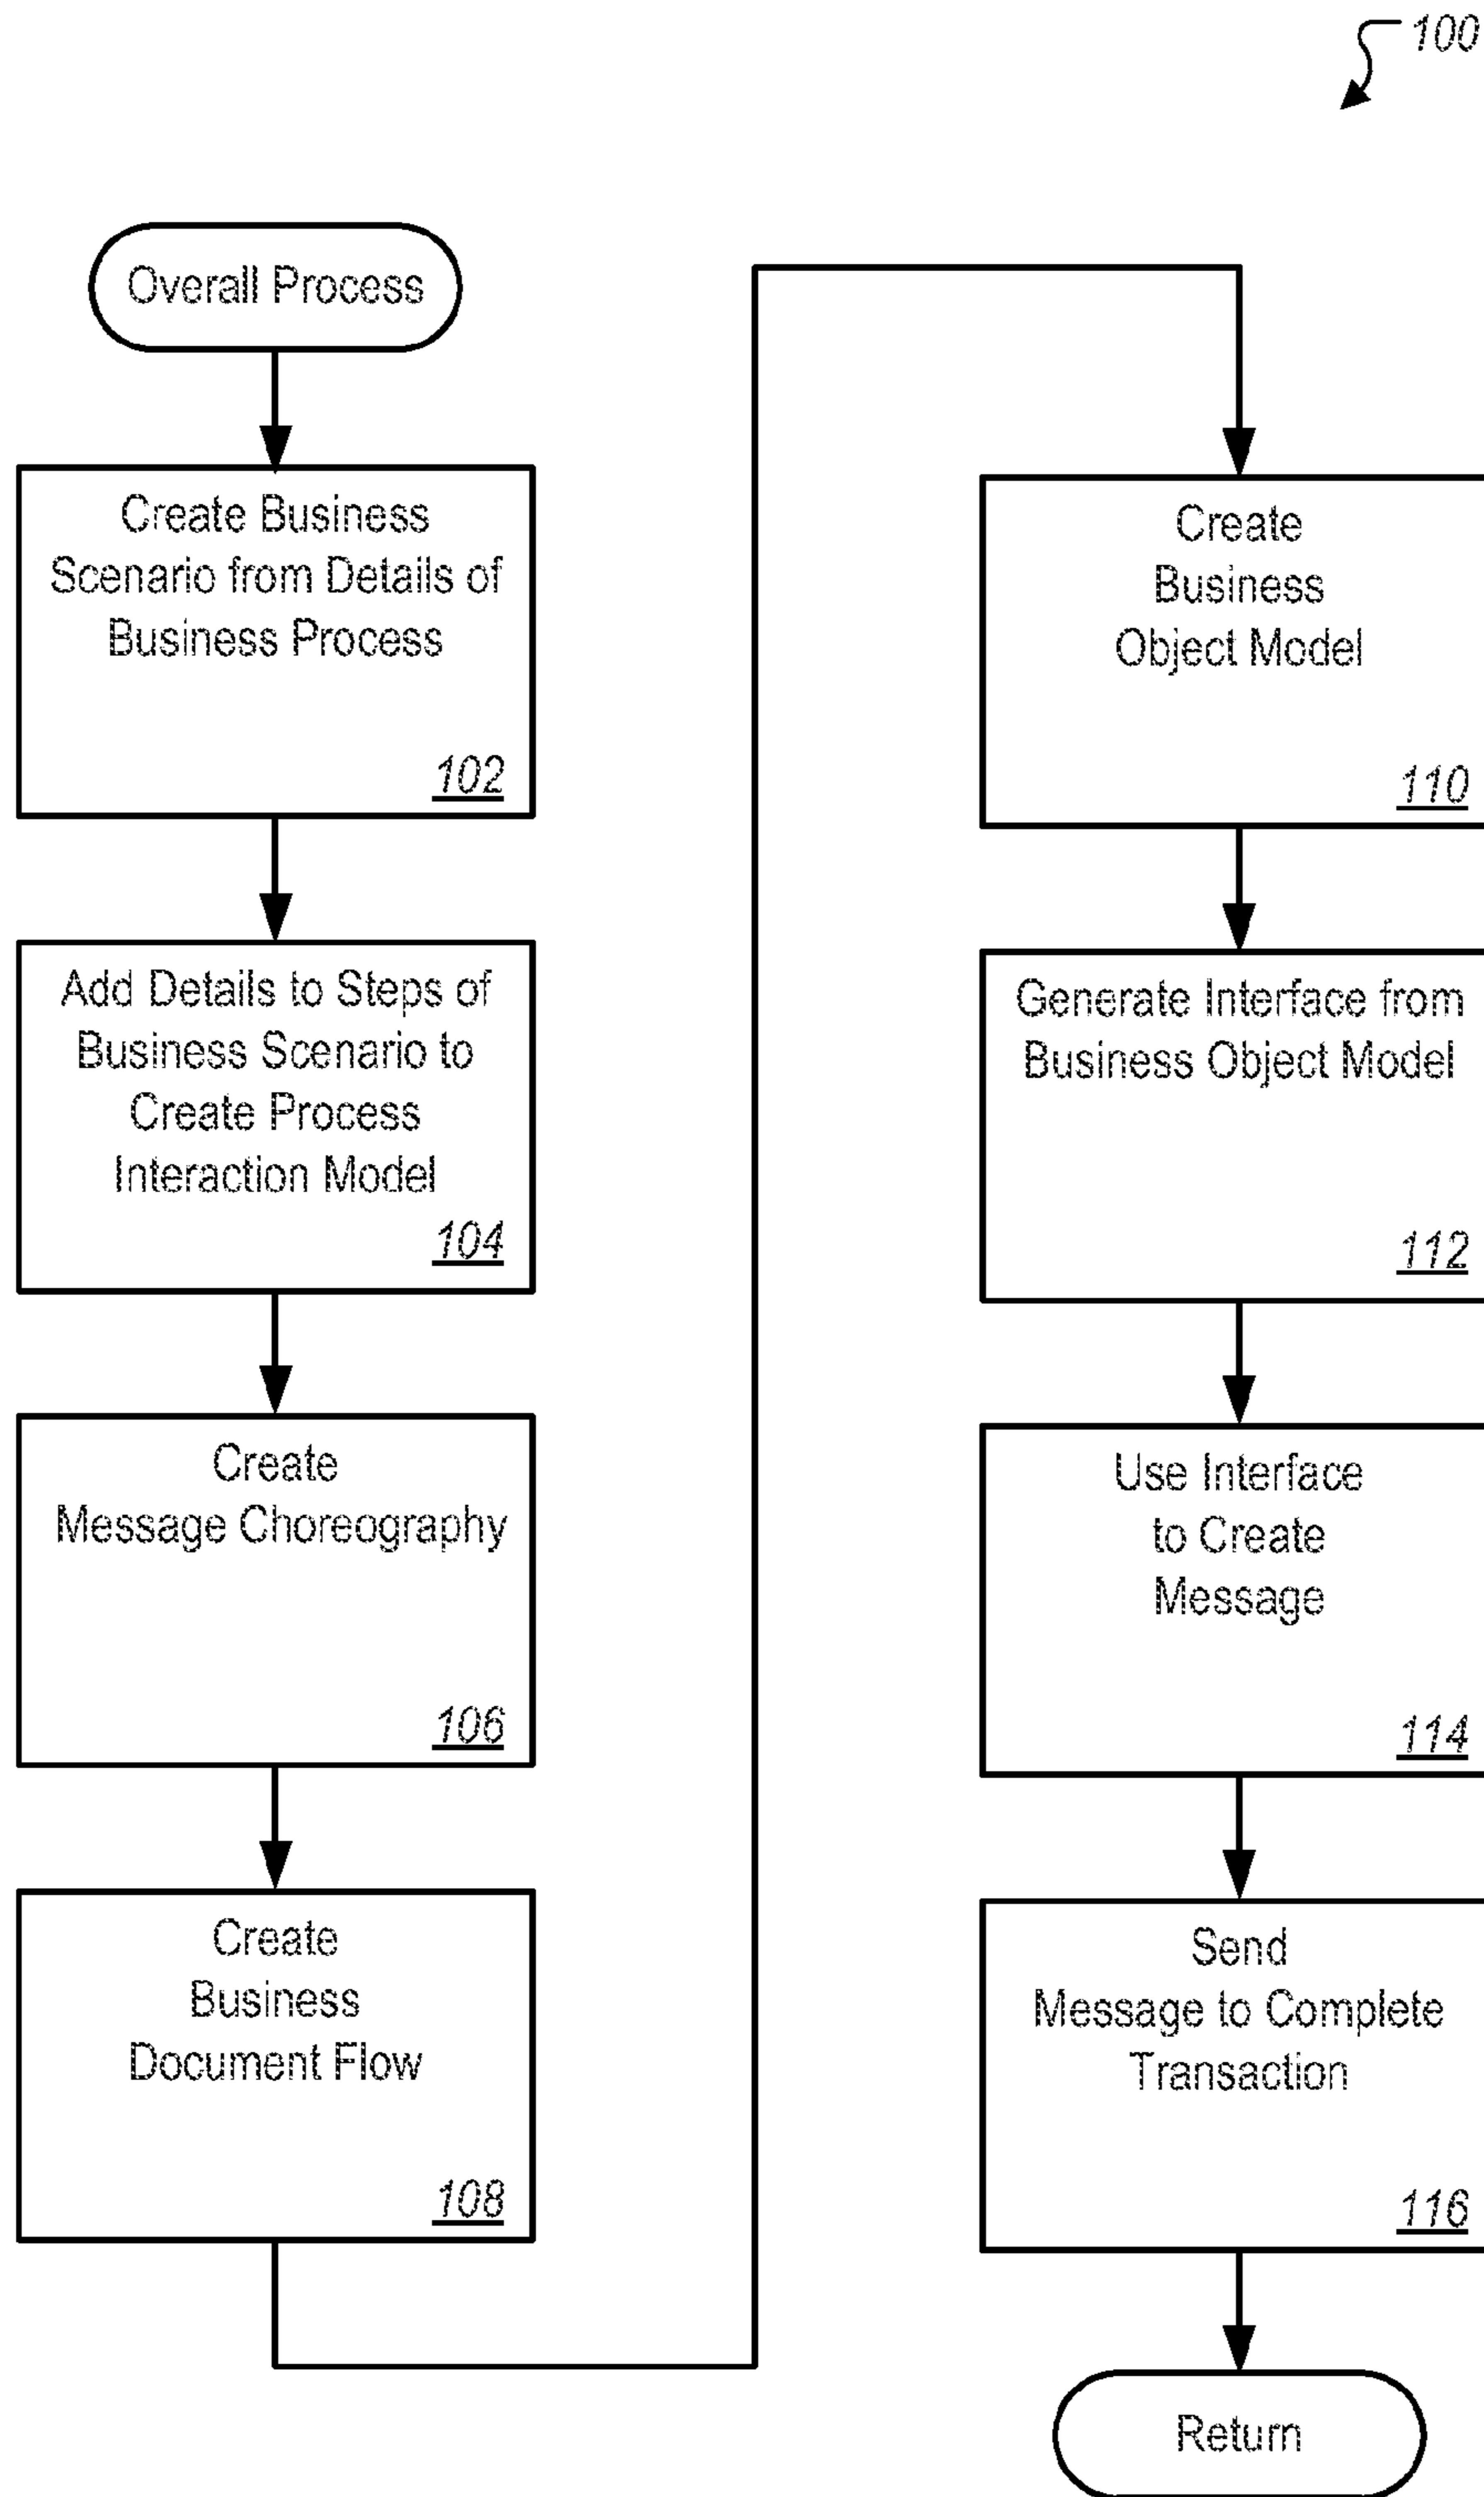 100
Overall Process
Create Business
Scenario from Details of
Business Process
102
Add Details to Steps of
Business Scenario to
Create Process
Interaction Model
104
Create
Message Choreography
106
Create
Business
Document Flow
108
Create
Business
Object Model
110
Generate Interface from
Business Object Model
112
Use Interface
to Create
Message
114
Send
Message to Complete
Transaction
116
Return